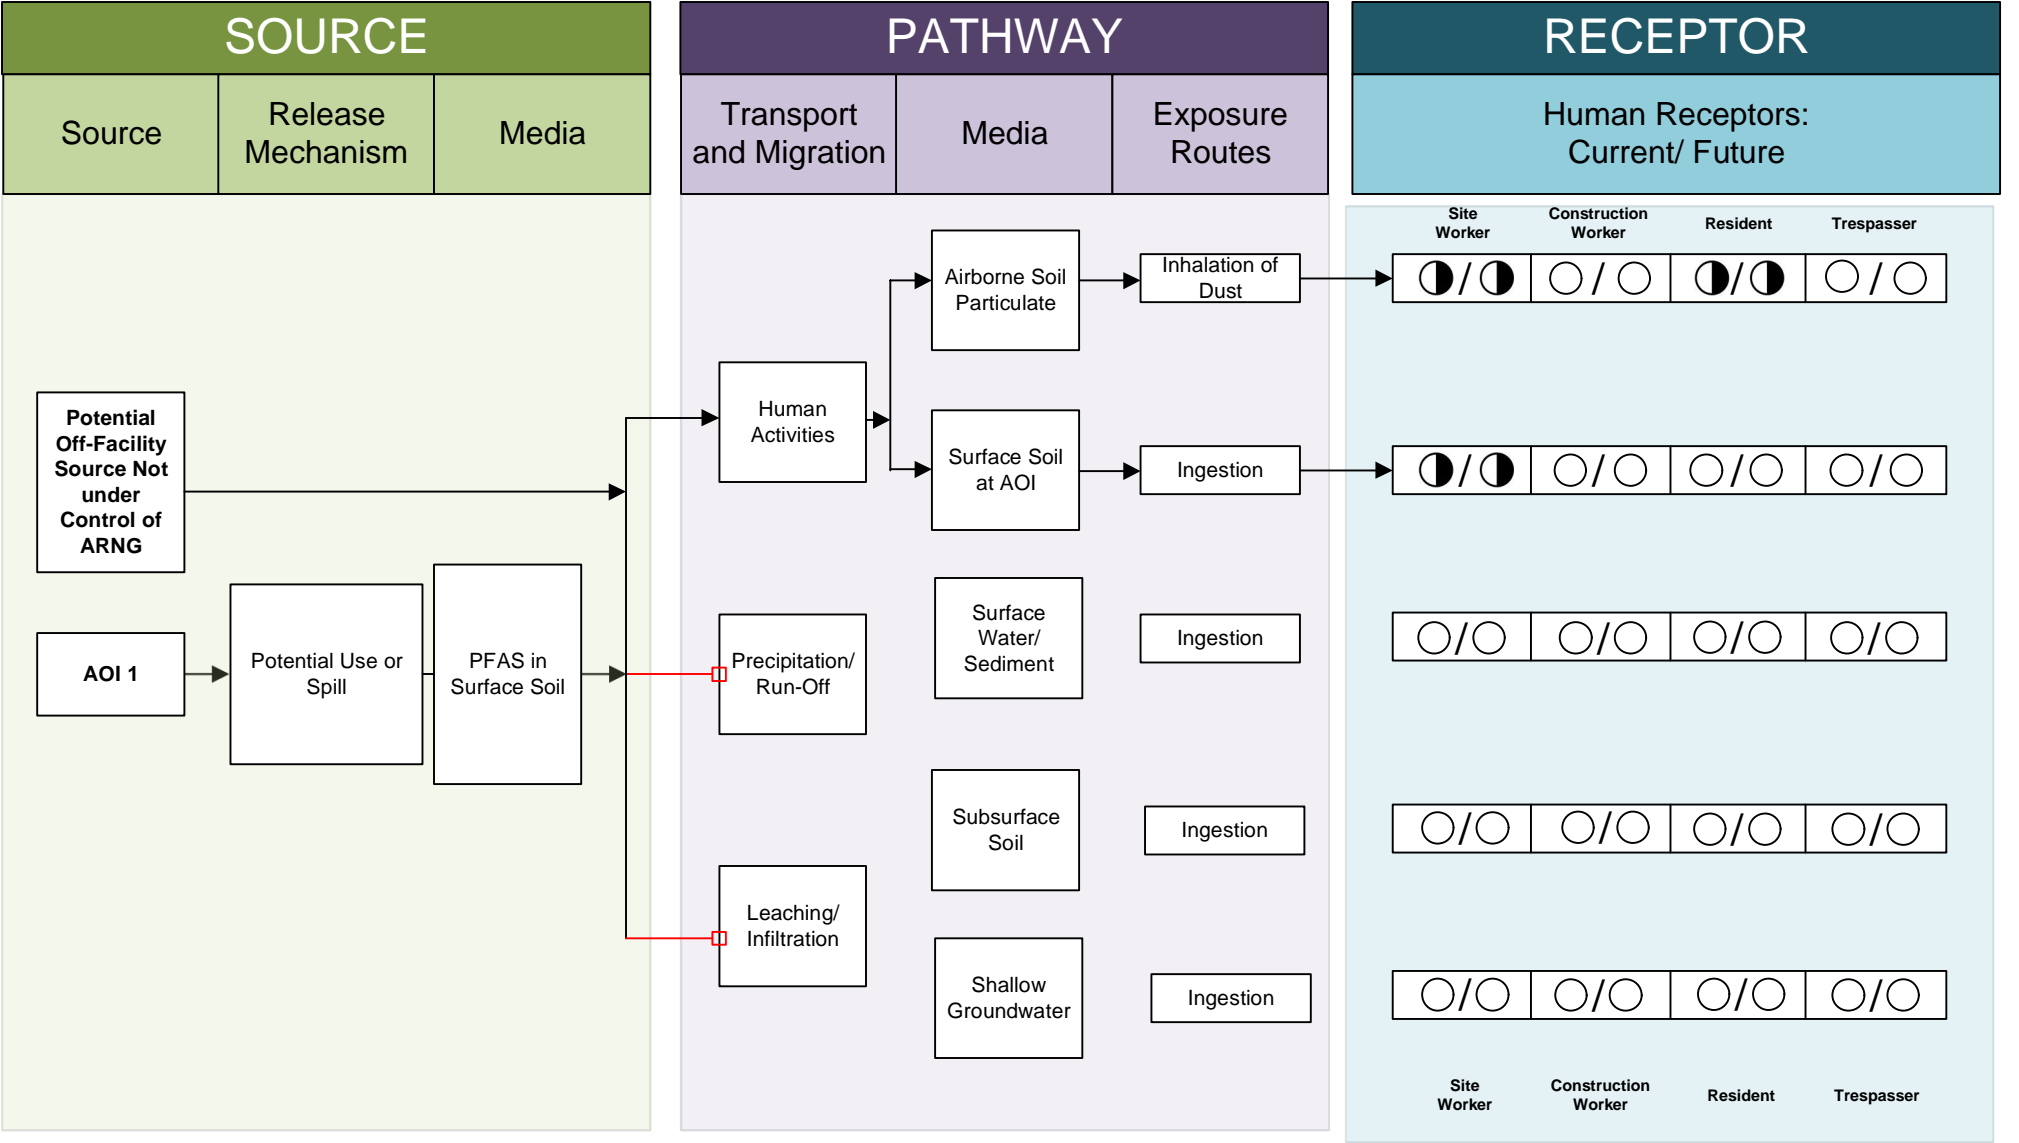 SOURCE
PATHWAY
RECEPTOR
Source
Release
Mechanism
Media
Transport
and Migration
Media
Exposure
Routes
Human Receptors:
Current/ Future
Site
Worker
Construction
Worker
Resident
Trespasser
Airborne Soil
Particulate
Inhalation of
Dust
/
/
/
/
Potential
Off-Facility
Source Not
under
Control of
ARNG
Human
Activities
Surface Soil
at AOI
Ingestion
/
/
/
/
AOI 1
Potential Use or
Spill
PFAS in
Surface Soil
Precipitation/
Run-Off
Surface
Water/
Sediment
Ingestion
/
/
/
/
Subsurface
Soil
Ingestion
/
/
/
/
Leaching/
Infiltration
Shallow
Groundwater
Ingestion
/
/
/
/
Site
Worker
Construction
Worker
Resident
Trespasser